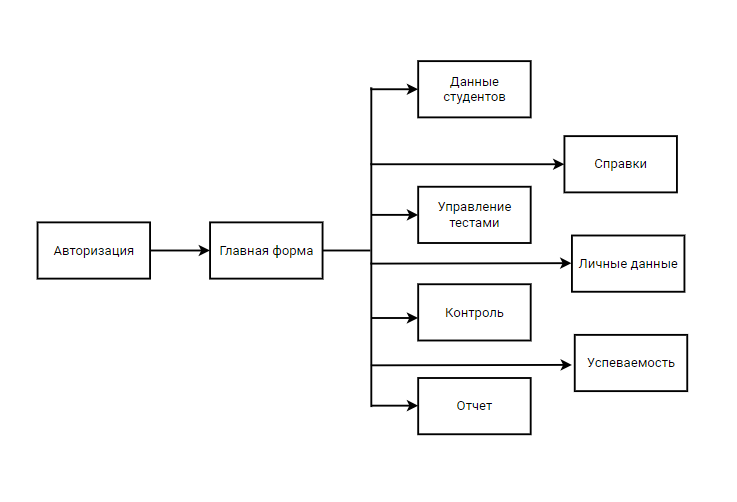 Данные
студентов
Справки
Управление
тестами
Авторизация
Главная форма
Личные данные
Контроль
Успеваемость
Отчет